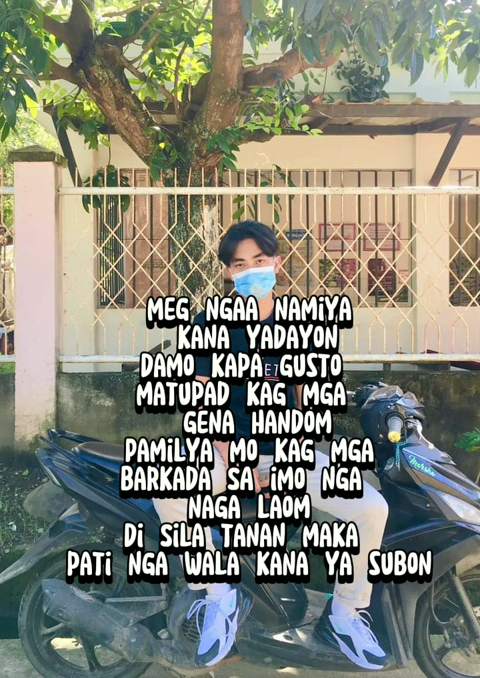 MEG NGAA NAMiYA
KANA YADAYON
DAMO KAPA GUSTO
MATUPAD KAG MGA
GENA HANDOM
PAMiLYA MO KAG MGA
BARKADA SA iMO NGA
NAGA LAOM
Di SiLA TANAN MAKA
PATi NGA WALA KANA YA SUBON